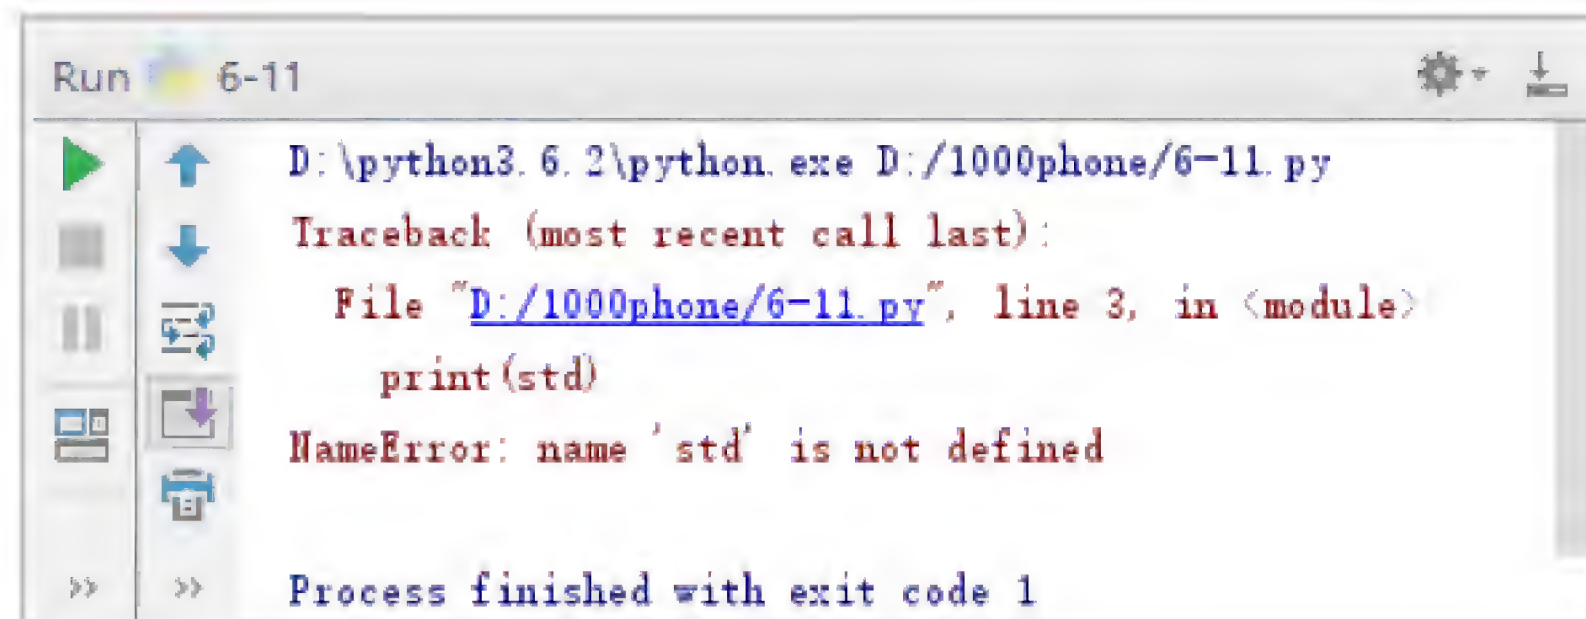 Run 6-11
D:\python3.6.2\python.exe D:/1000phone/6-11.py
Traceback (most recent call last):
File "D:/1000phone/6-11.py", line 3, in <module>
print(std)
NameError: name 'std' is not defined
Process finished with exit code 1